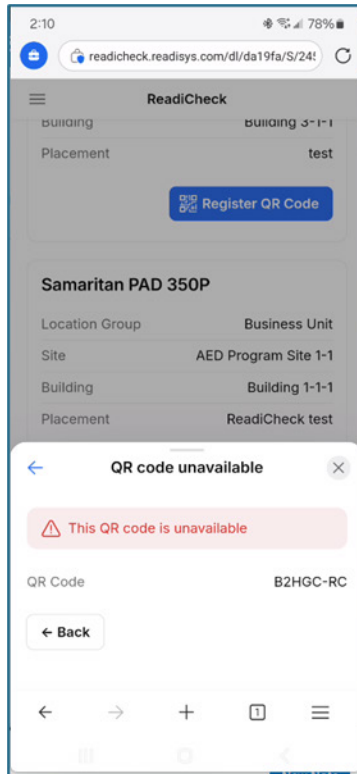 2:10 78%
readicheck.readisys.com/dl/da19fa/S/24!
ReadiCheck
Building Building 3-1-1
Placement test
Register QR Code
Samaritan PAD 350P
Location Group Business Unit
Site AED Program Site 1-1
Building Building 1-1-1
Placement ReadiCheck test
QR code unavailable
This QR code is unavailable
QR Code B2HGC-RC
← Back
1